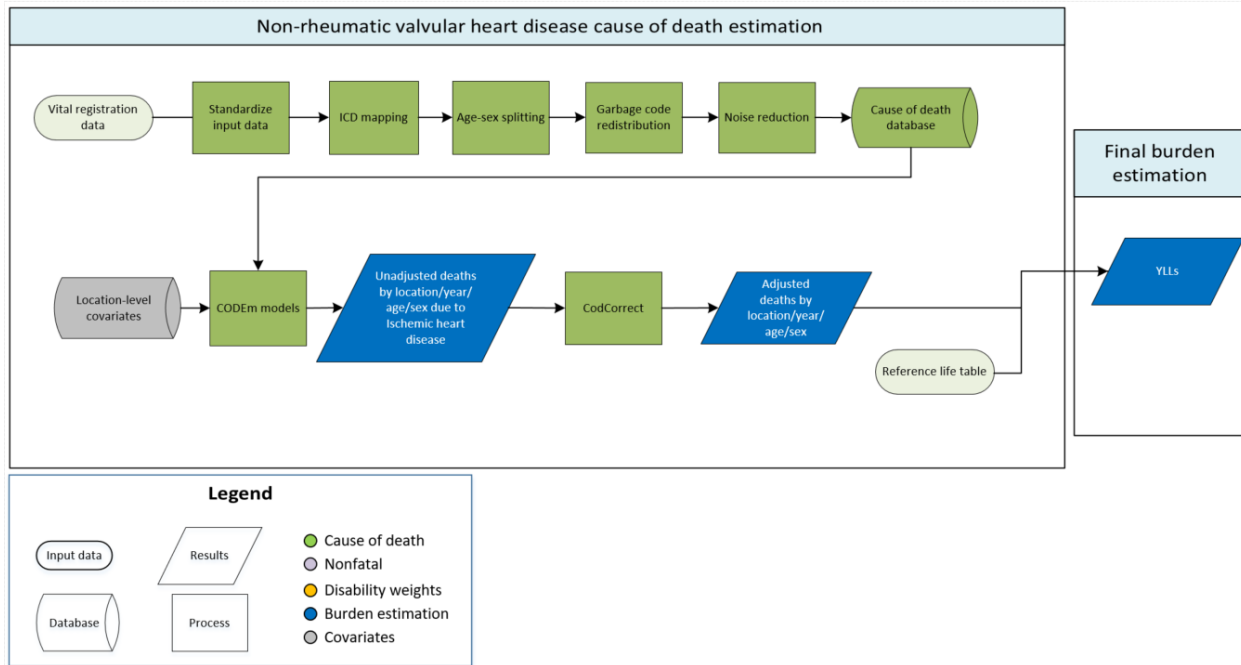 Non-rheumatic valvular heart disease cause of death estimation
Vital registration
data
Standardize
input data
ICD mapping
Age-sex splitting
Garbage code
redistribution
Noise reduction
Cause of death
database
Final burden
estimation
YLLs
Location-level
covariates
CODEm models
Unadjusted deaths
by location/year/
age/sex due to
Ischemic heart
disease
CodCorrect
Adjusted
deaths by
location/year/
age/sex
Reference life table
Legend
Input data
Results
Database
Process
Cause of death
Nonfatal
Disability weights
Burden estimation
Covariates